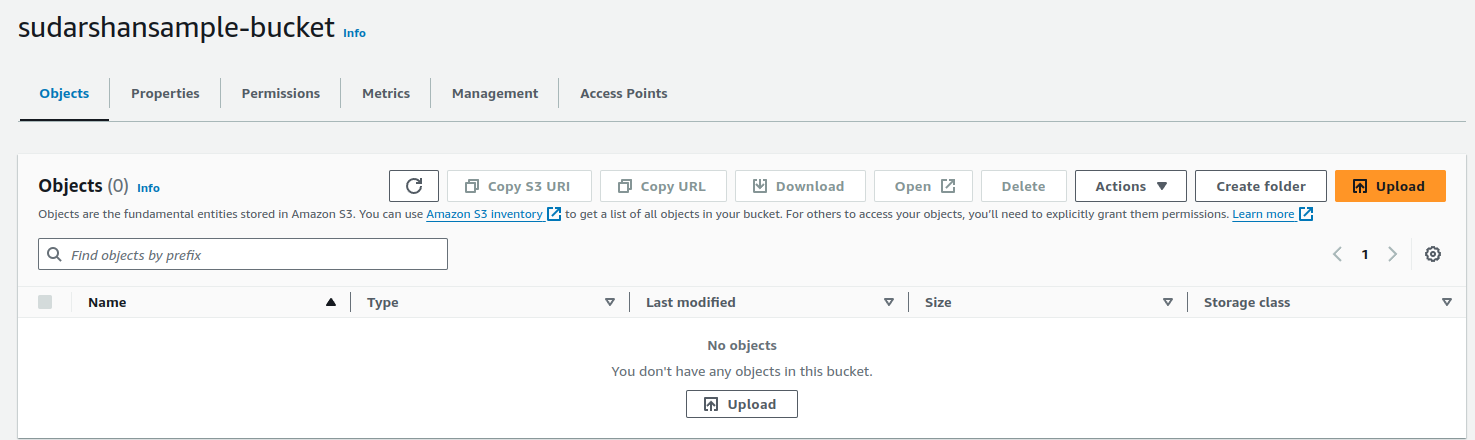 sudarshansample-bucket Info
Objects Properties Permissions Metrics Management Access Points
Objects (0) Info Copy S3 URI Copy URL Download Open Delete Actions Create folder Upload
Objects are the fundamental entities stored in Amazon S3. You can use Amazon S3 inventory to get a list of all objects in your bucket. For others to access your objects, you'll need to explicitly grant them permissions. Learn more
Find objects by prefix 1
Name Type Last modified Size Storage class
No objects
You don't have any objects in this bucket.
Upload